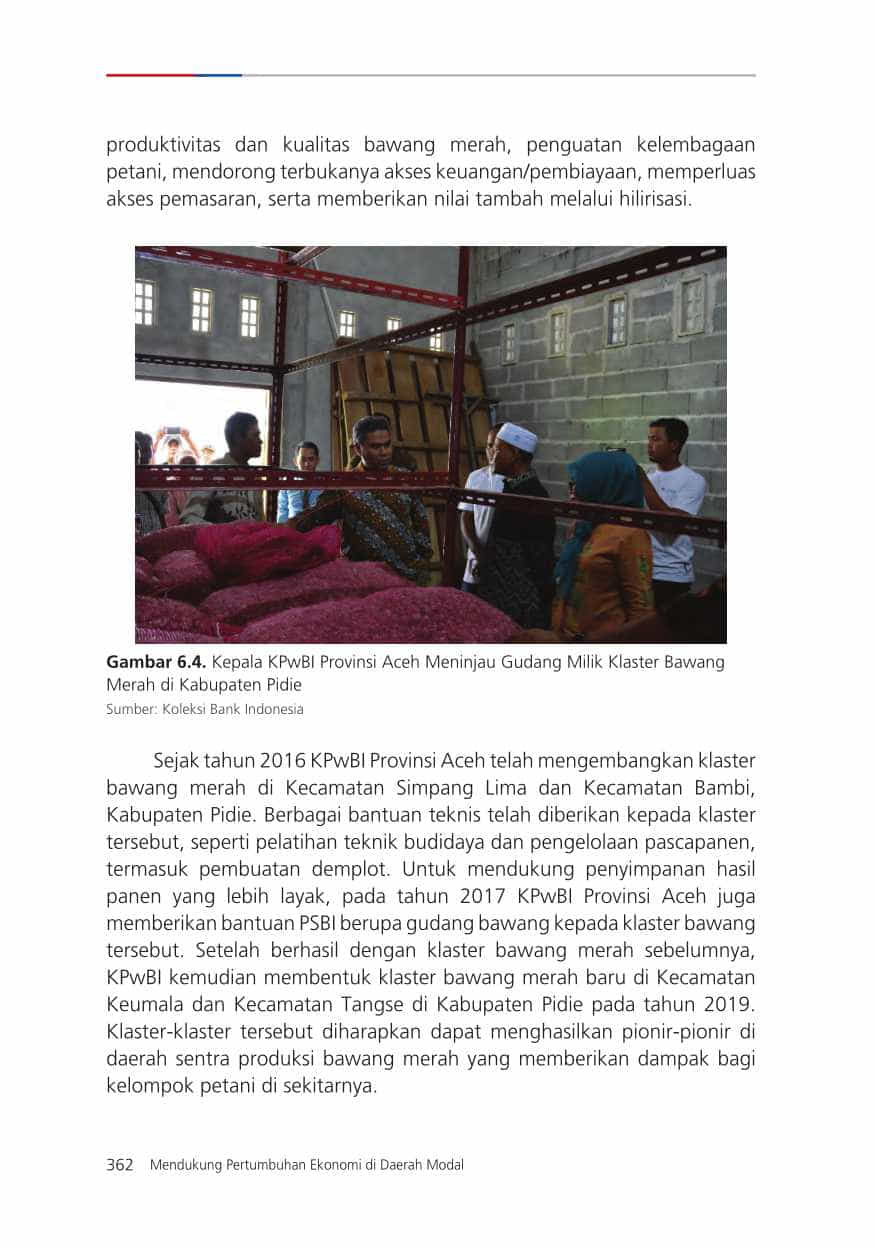 produktivitas dan kualitas bawang merah, penguatan kelembagaan
petani, mendorong terbukanya akses keuangan/pembiayaan, memperluas
akses pemasaran, serta memberikan nilai tambah melalui hilirisasi.
Gambar 6.4. Kepala KPwBI Provinsi Aceh Meninjau Gudang Milik Klaster Bawang
Merah di Kabupaten Pidie
Sumber: Koleksi Bank Indonesia
Sejak tahun 2016 KPwBI Provinsi Aceh telah mengembangkan klaster
bawang merah di Kecamatan Simpang Lima dan Kecamatan Bambi,
Kabupaten Pidie. Berbagai bantuan teknis telah diberikan kepada klaster
tersebut, seperti pelatihan teknik budidaya dan pengelolaan pascapanen,
termasuk pembuatan demplot. Untuk mendukung penyimpanan hasil
panen yang lebih layak, pada tahun 2017 KPwBI Provinsi Aceh juga
memberikan bantuan PSBI berupa gudang bawang kepada klaster bawang
tersebut. Setelah berhasil dengan klaster bawang merah sebelumnya,
KPwBI kemudian membentuk klaster bawang merah baru di Kecamatan
Keumala dan Kecamatan Tangse di Kabupaten Pidie pada tahun 2019.
Klaster-klaster tersebut diharapkan dapat menghasilkan pionir-pionir di
daerah sentra produksi bawang merah yang memberikan dampak bagi
kelompok petani di sekitarnya.
362 Mendukung Pertumbuhan Ekonomi di Daerah Modal